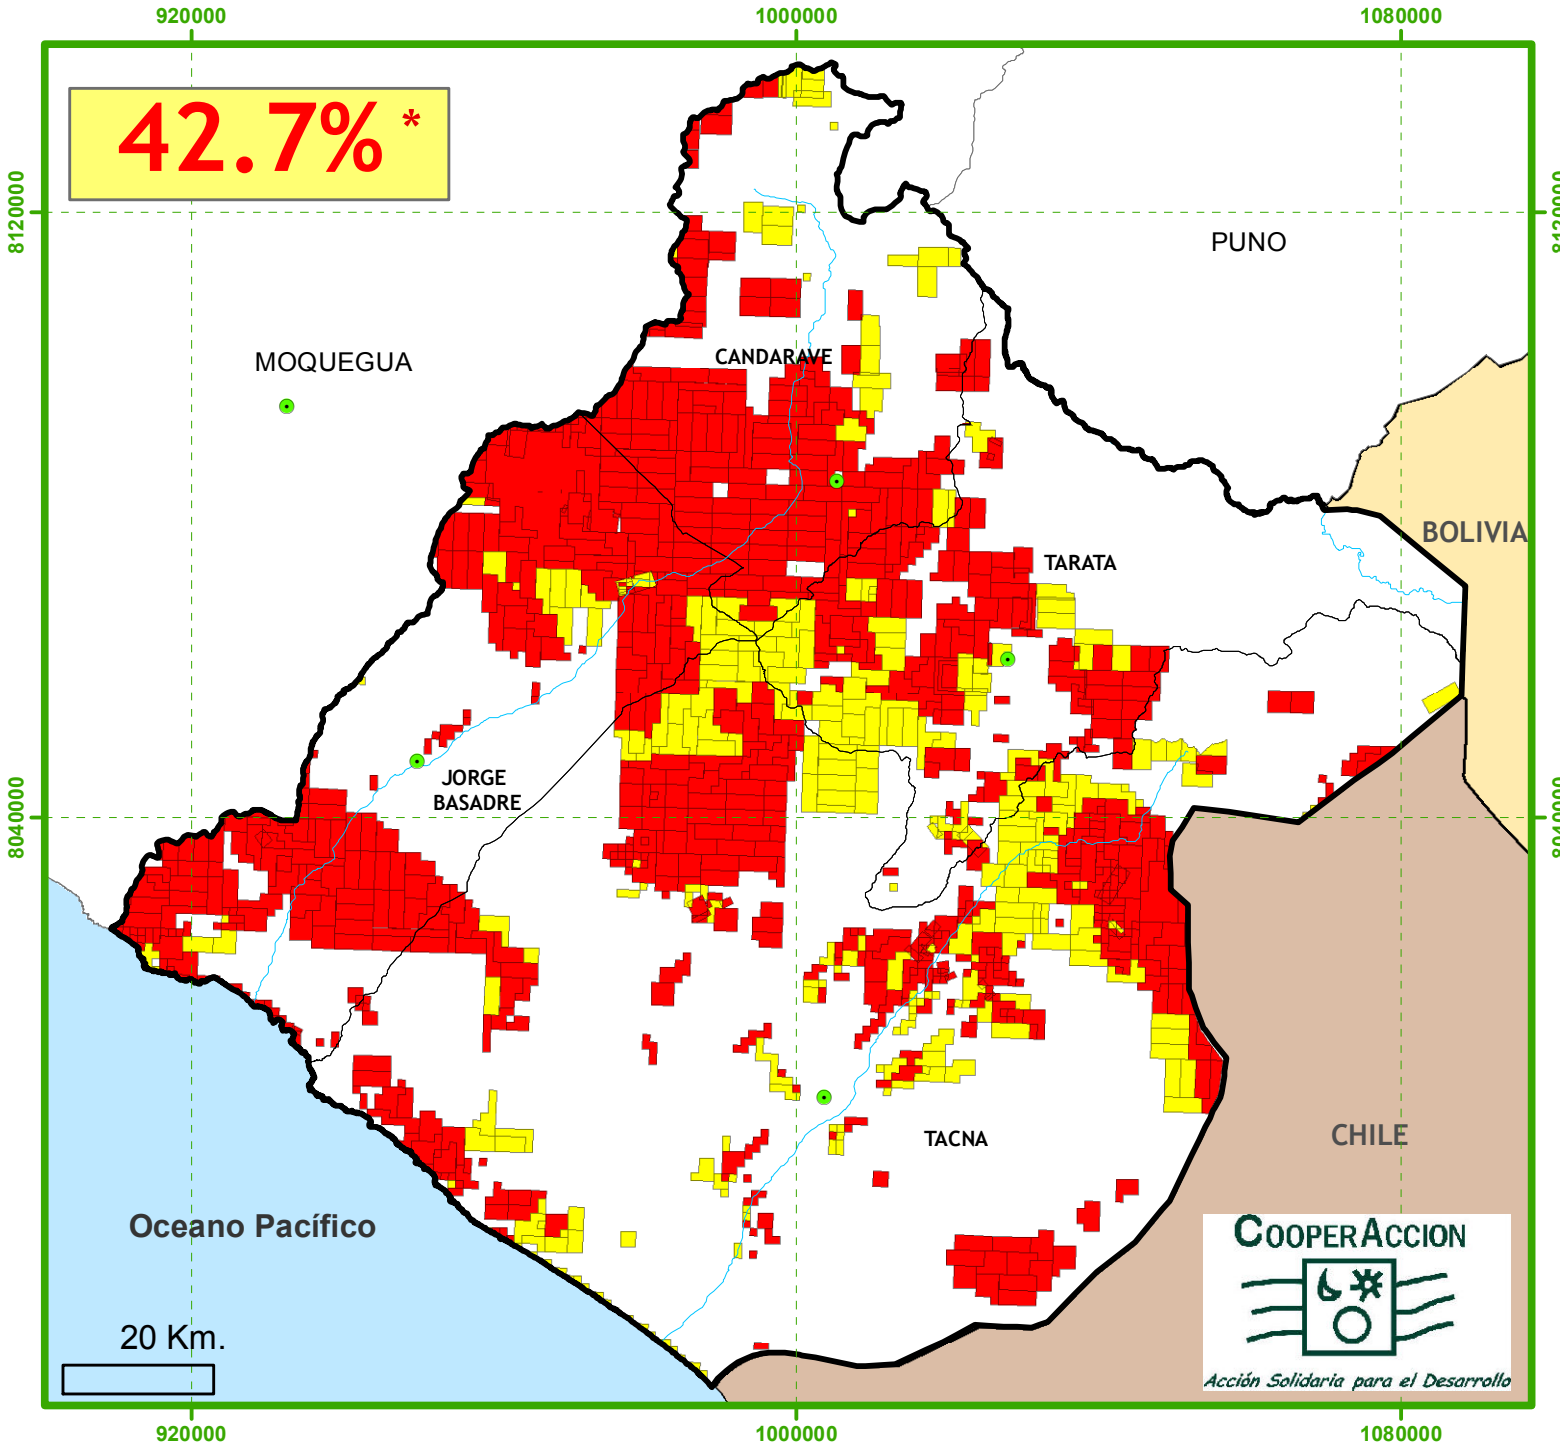 920000
1000000
1080000
42.7% *
8120000
8120000
PUNO
MOQUEGUA
CANDARAVE
BOLIVIA
TARATA
JORGE
BASADRE
8040000
8040000
TACNA
CHILE
Oceano Pacífico
COOPERACCION
20 Km.
Acción Solidaria para el Desarrollo
920000
1000000
1080000